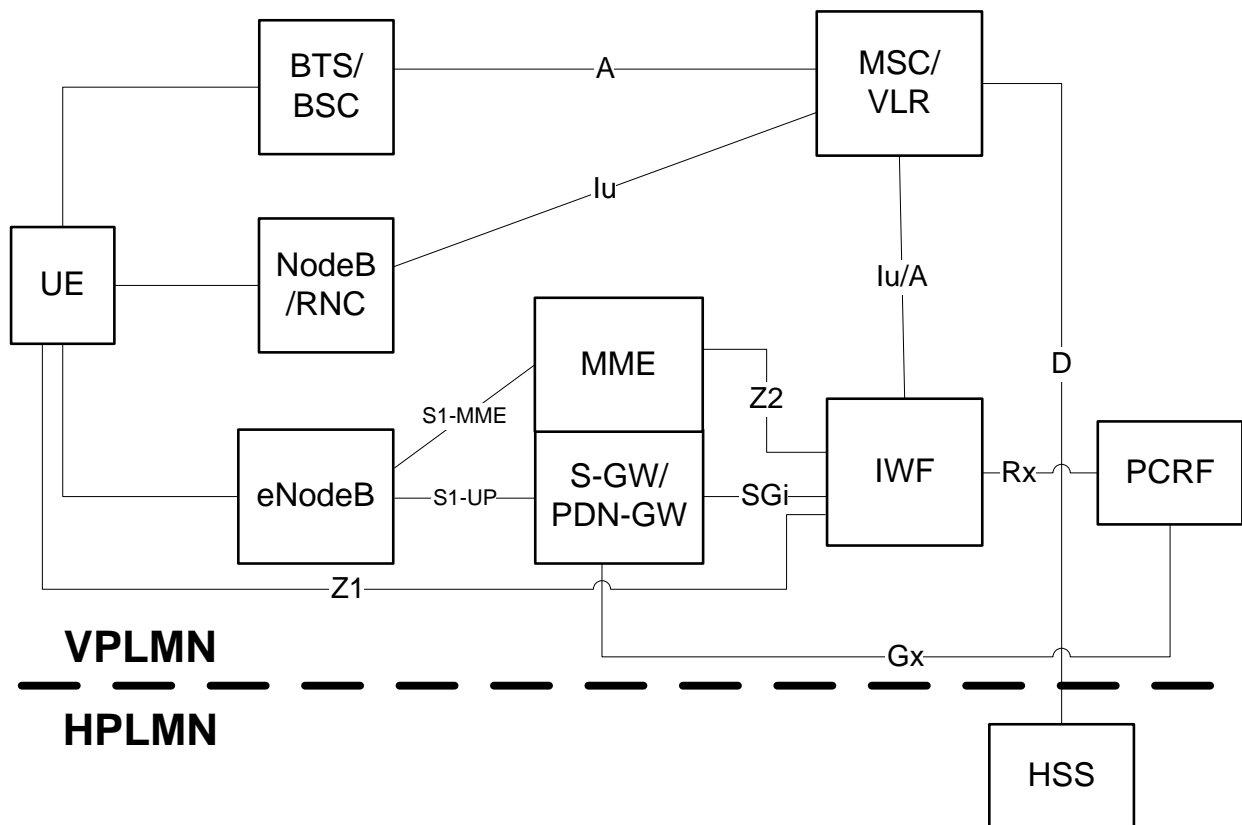 BTS/
BSC
A
MSC/
VLR
Iu
UE
NodeB
/RNC
Iu/A
MME
D
Z2
S1-MME
eNodeB
S1-UP
S-GW/
PDN-GW
SGi
IWF
Rx
PCRF
Z1
VPLMN
Gx
HPLMN
HSS